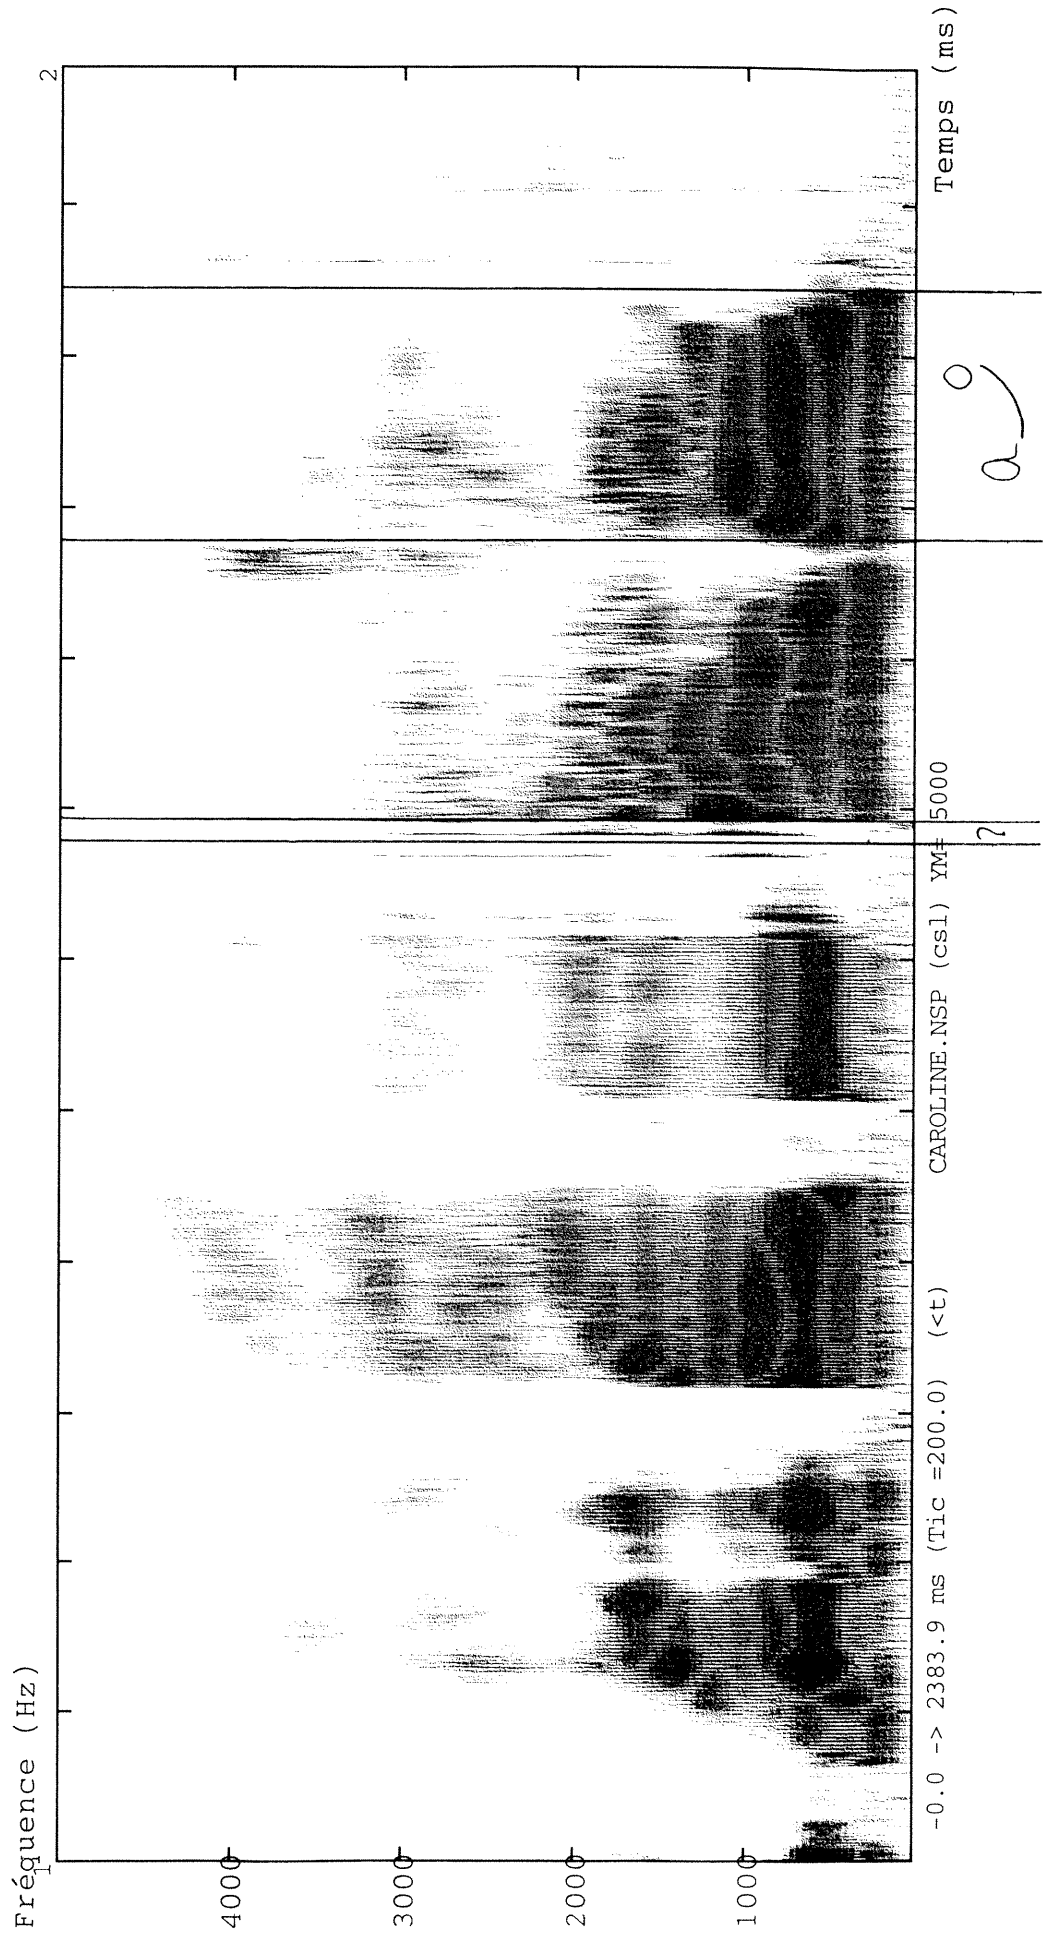 Fréquence (Hz)
1
2
4000
3000
2000
1000
Temps (ms)
-0.0 -> 2383.9 ms (Tic =200.0) (<t) CAROLINE.NSP (csl) YM= 5000
?
a o